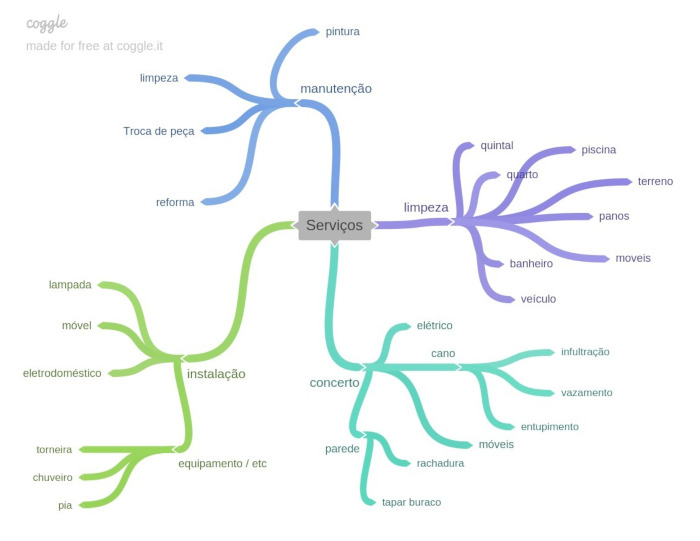 coggle
made for free at coggle.it
pintura
limpeza
manutenção
Troca de peça
reforma
Serviços
limpeza
quintal
quarto
piscina
terreno
panos
moveis
banheiro
veículo
lampada
móvel
eletrodoméstico
instalação
torneira
chuveiro
pia
equipamento / etc
concerto
elétrico
cano
infultração
vazamento
entupimento
móveis
parede
rachadura
tapar buraco